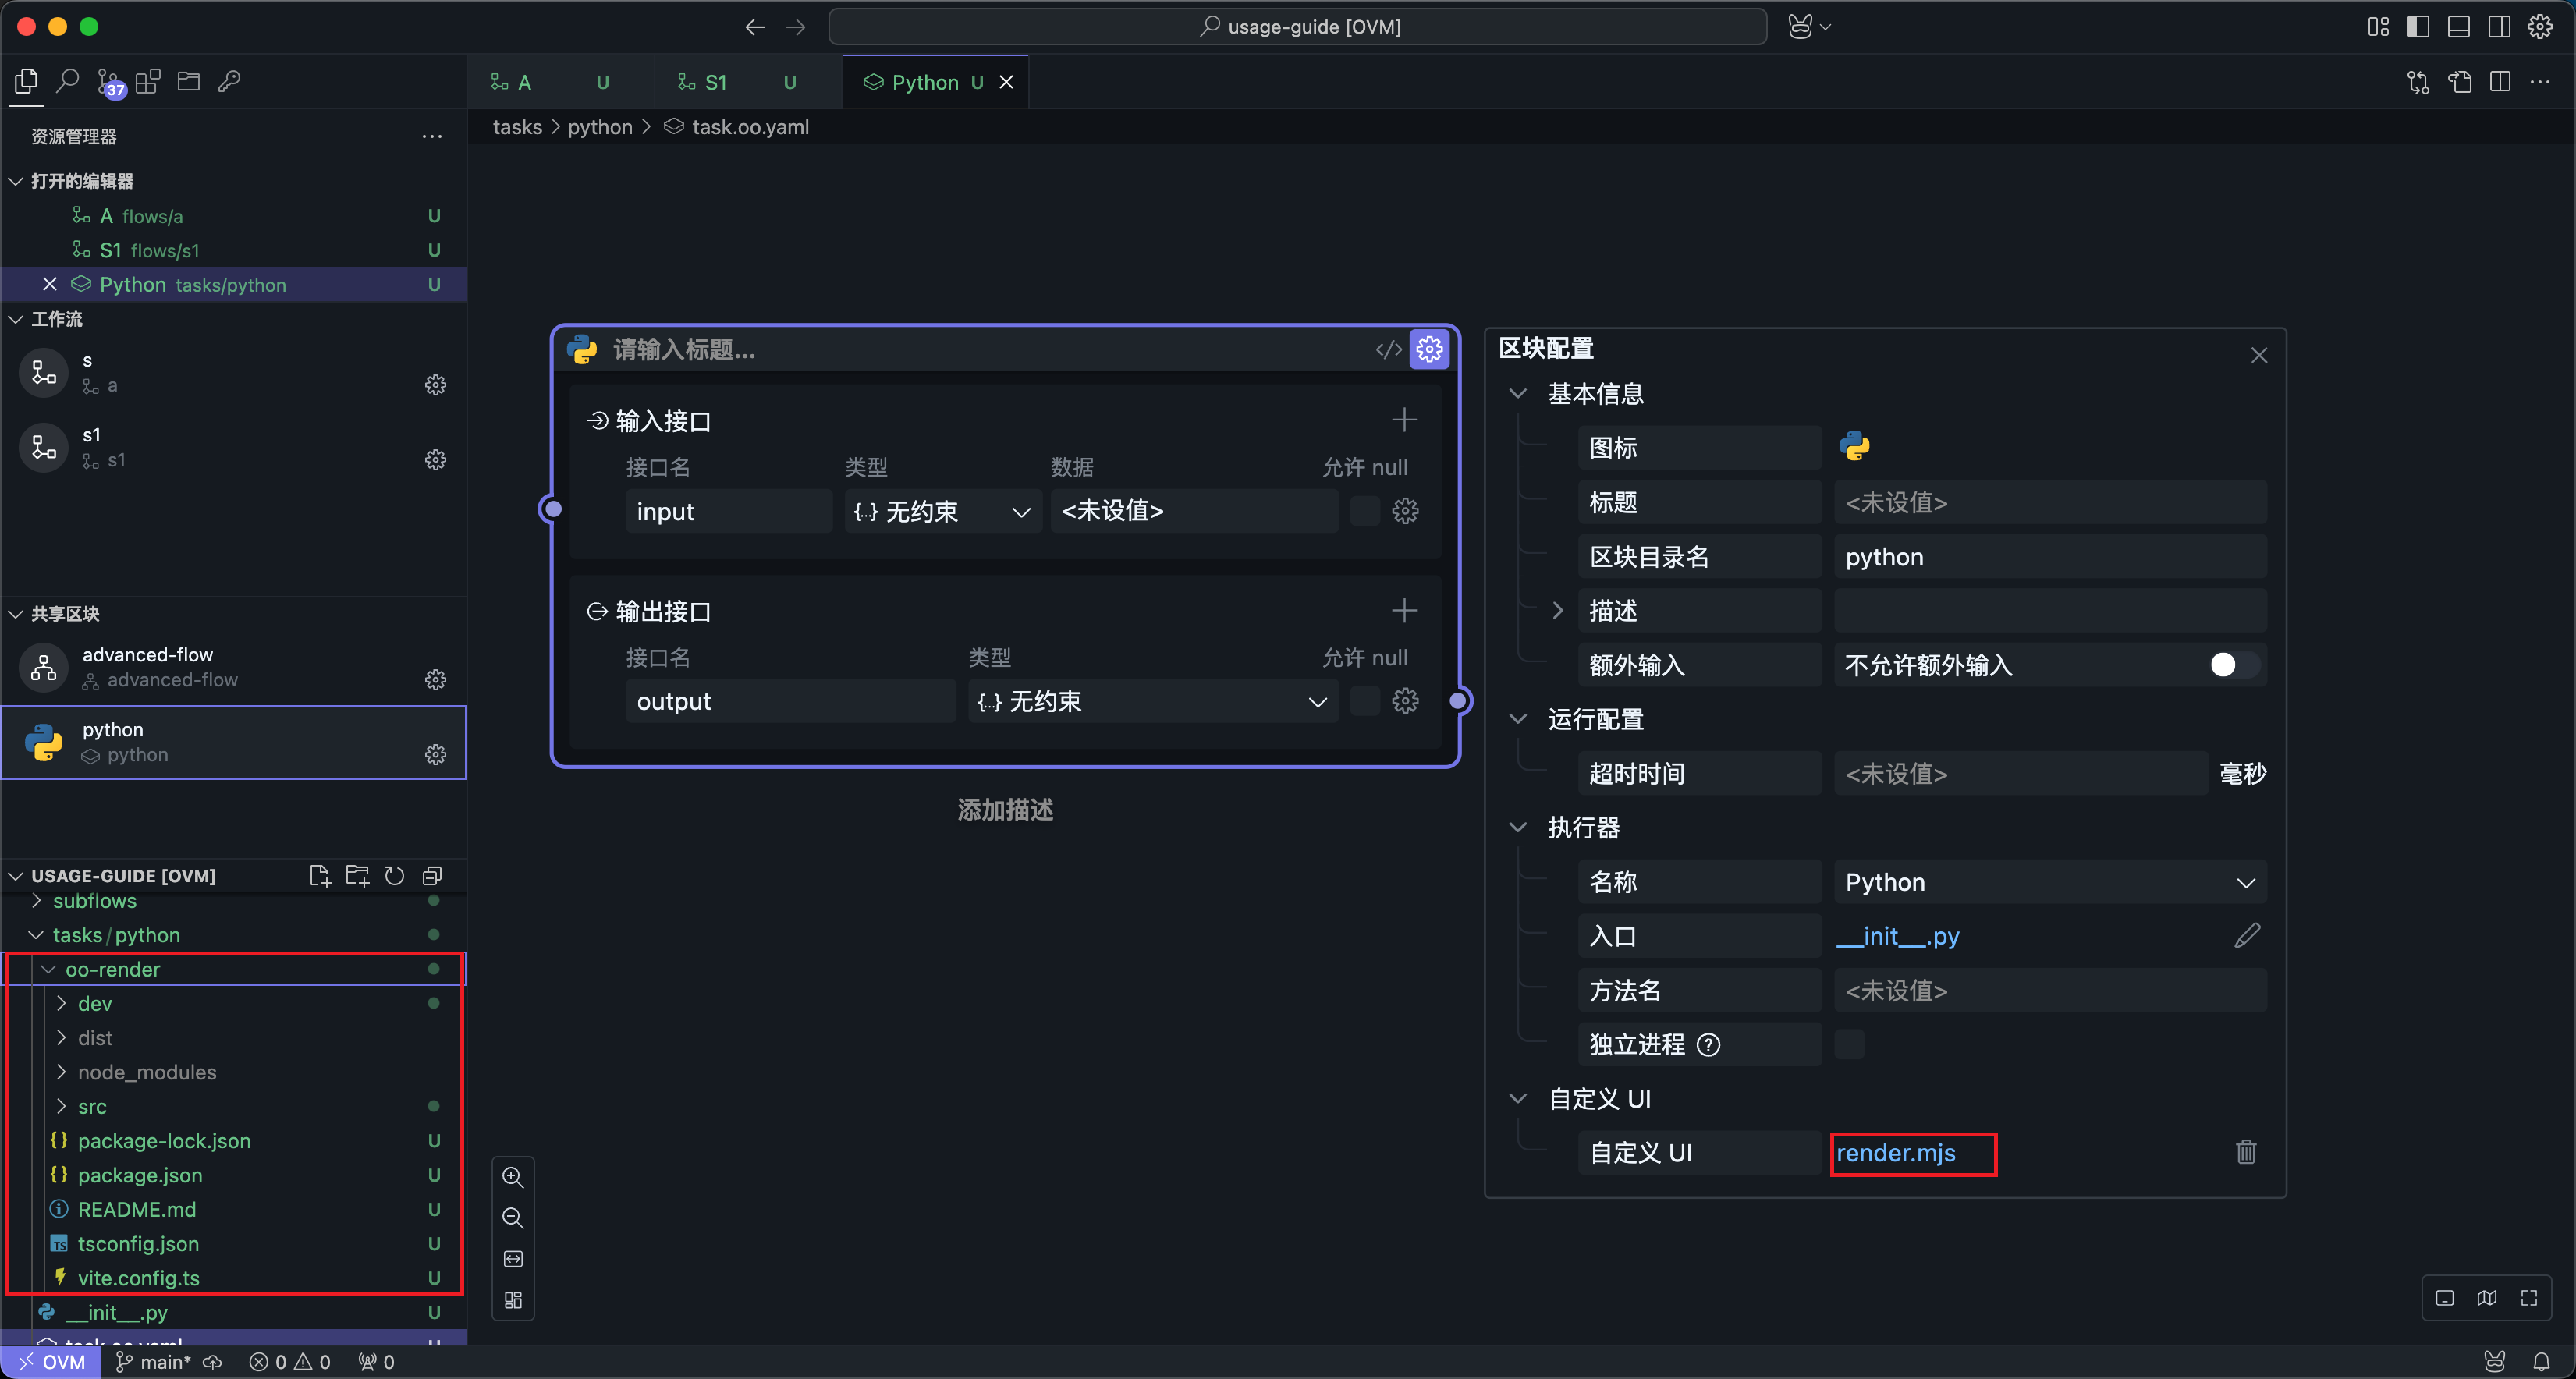 usage-guide [OVM]
37
A U
S1 U
Python U
资源管理器
tasks > python > task.oo.yaml
打开的编辑器
A flows/a U
S1 flows/s1 U
Python tasks/python U
工作流
s
a
s1
s1
共享区块
advanced-flow
advanced-flow
python
python
USAGE-GUIDE [OVM]
subflows
tasks/python
oo-render
dev
dist
node_modules
src
package-lock.json U
package.json U
README.md U
tsconfig.json U
vite.config.ts U
__init__.py U
task.oo.yaml U
请输入标题...
输入接口
接口名 类型 数据 允许 null
input {..} 无约束 <未设值>
输出接口
接口名 类型 允许 null
output {..} 无约束
添加描述
区块配置
基本信息
图标
标题 <未设值>
区块目录名 python
描述
额外输入 不允许额外输入
运行配置
超时时间 <未设值> 毫秒
执行器
名称 Python
入口 __init__.py
方法名 <未设值>
独立进程
自定义 UI
自定义 UI render.mjs
OVM main* 0 0 0